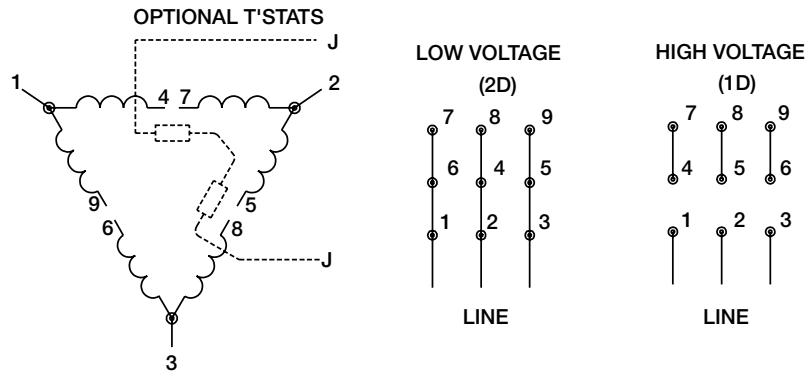 OPTIONAL T'STATS
J
1
4 7
2
9
5
6
8
J
3
LOW VOLTAGE
(2D)
7 8 9
6 4 5
1 2 3
LINE
HIGH VOLTAGE
(1D)
7 8 9
4 5 6
1 2 3
LINE